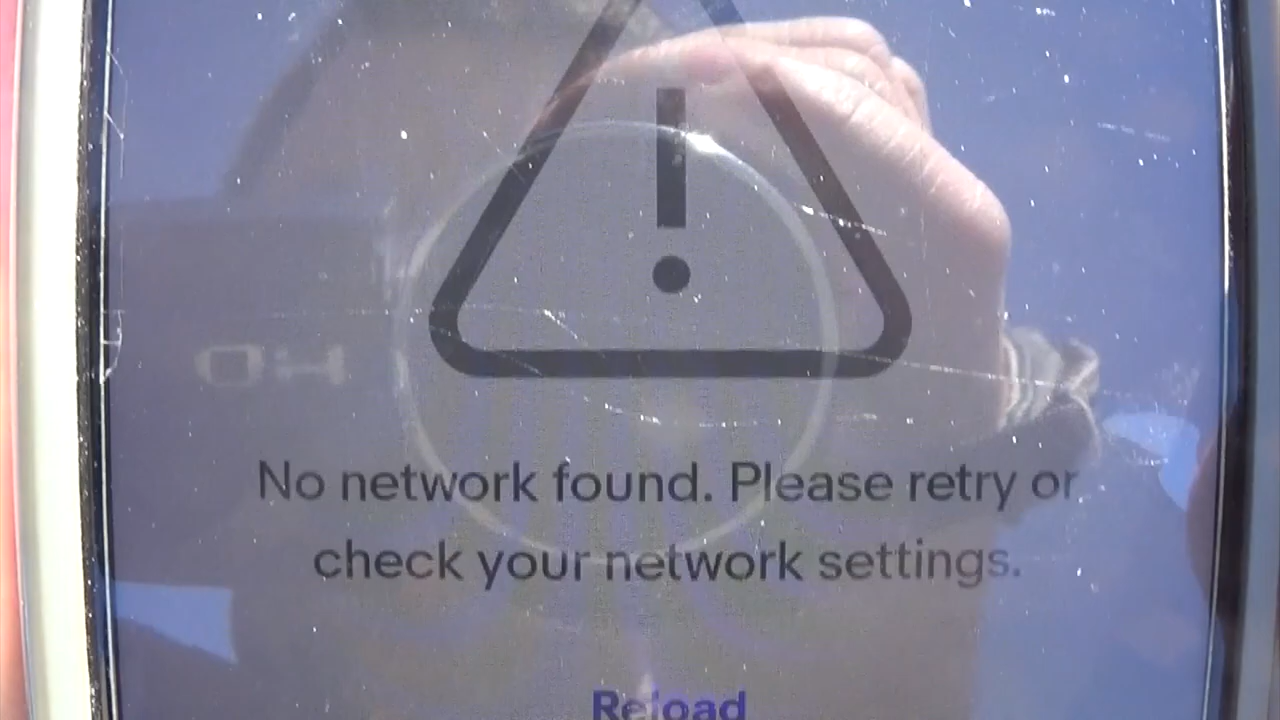 No network found. Please retry or
check your network settings.
Reload